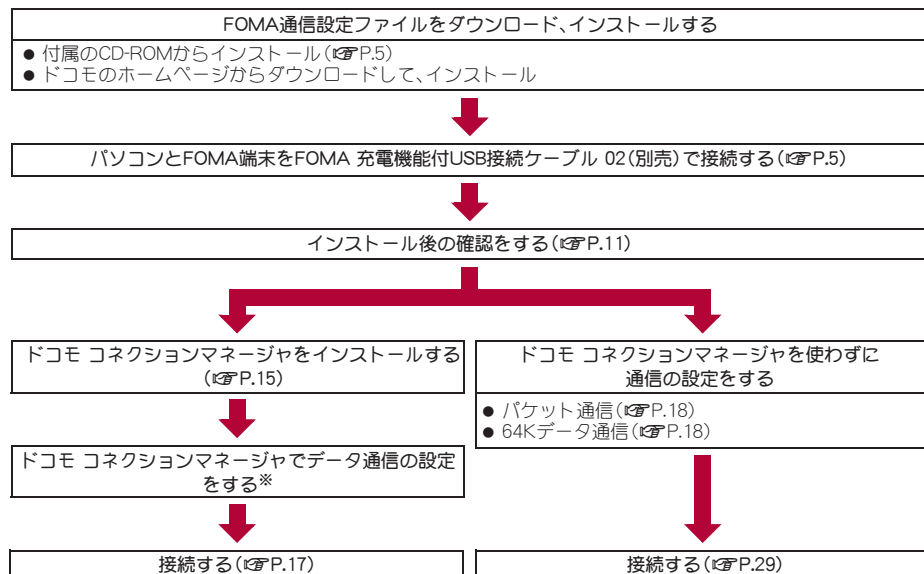 FOMA通信設定ファイルをダウンロード、インストールする
● 付属のCD-ROMからインストール(☞P.5)
● ドコモのホームページからダウンロードして、インストール
パソコンとFOMA端末をFOMA 充電機能付USB接続ケーブル 02(別売)で接続する(☞P.5)
インストール後の確認をする(☞P.11)
ドコモ コネクションマネージャをインストールする
(☞P.15)
ドコモ コネクションマネージャでデータ通信の設定
をする※
接続する(☞P.17)
ドコモ コネクションマネージャを使わずに
通信の設定をする
● パケット通信(☞P.18)
● 64Kデータ通信(☞P.18)
接続する(☞P.29)